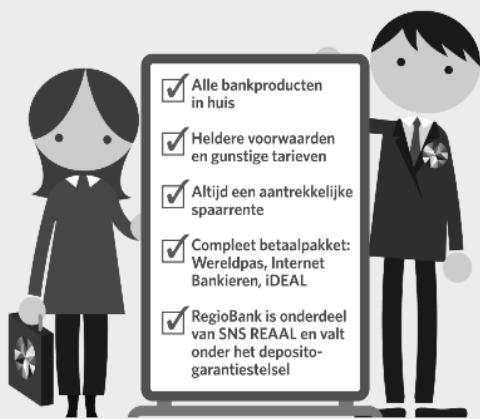 Alle bankproducten
in huis
Heldere voorwaarden
en gunstige tarieven
Altijd een aantrekkelijke
spaarrente
Compleet betaalpakket:
Wereldpas, Internet
Bankieren, iDEAL
RegioBank is onderdeel
van SNS REAAL en valt
onder het deposito-
garantiestelsel